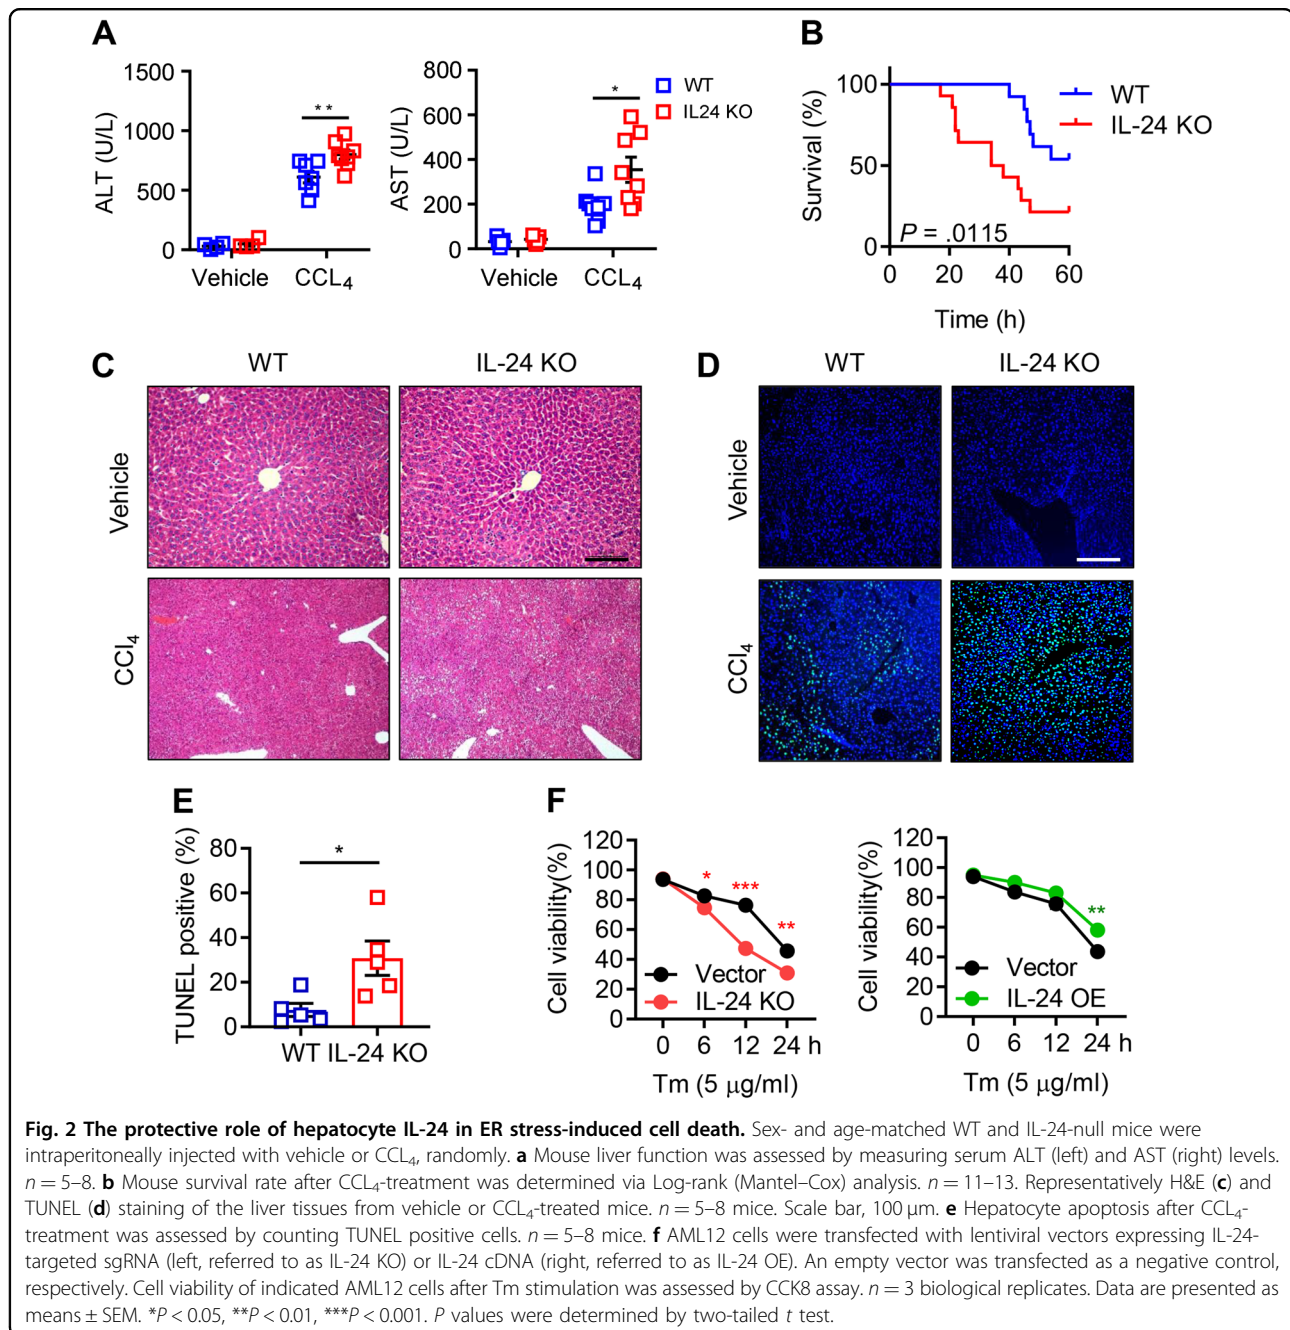 A
ALT (U/L)
1500
1000
500
0
**
Vehicle
CCL4
AST (U/L)
800
600
400
200
0
*
Vehicle
CCL4
WT
IL24 KO
B
Survival (%)
100
50
0
WT
IL-24 KO
P = .0115
0
20
40
60
Time (h)
C
WT
IL-24 KO
Vehicle
CCl4
D
WT
IL-24 KO
Vehicle
CCl4
E
TUNEL positive (%)
80
60
40
20
0
*
WT IL-24 KO
F
Cell viability(%)
120
100
80
60
40
20
0
*
***
**
Vector
IL-24 KO
0 6 12 24 h
Tm (5 µg/ml)
Cell viability(%)
120
100
80
60
40
20
0
**
Vector
IL-24 OE
0 6 12 24 h
Tm (5 µg/ml)
Fig. 2 The protective role of hepatocyte IL-24 in ER stress-induced cell death. Sex- and age-matched WT and IL-24-null mice were
intraperitoneally injected with vehicle or CCL4, randomly. a Mouse liver function was assessed by measuring serum ALT (left) and AST (right) levels.
n = 5–8. b Mouse survival rate after CCL4-treatment was determined via Log-rank (Mantel–Cox) analysis. n = 11–13. Representatively H&E (c) and
TUNEL (d) staining of the liver tissues from vehicle or CCL4-treated mice. n = 5–8 mice. Scale bar, 100 µm. e Hepatocyte apoptosis after CCL4-
treatment was assessed by counting TUNEL positive cells. n = 5–8 mice. f AML12 cells were transfected with lentiviral vectors expressing IL-24-
targeted sgRNA (left, referred to as IL-24 KO) or IL-24 cDNA (right, referred to as IL-24 OE). An empty vector was transfected as a negative control,
respectively. Cell viability of indicated AML12 cells after Tm stimulation was assessed by CCK8 assay. n = 3 biological replicates. Data are presented as
means ± SEM. *P < 0.05, **P < 0.01, ***P < 0.001. P values were determined by two-tailed t test.